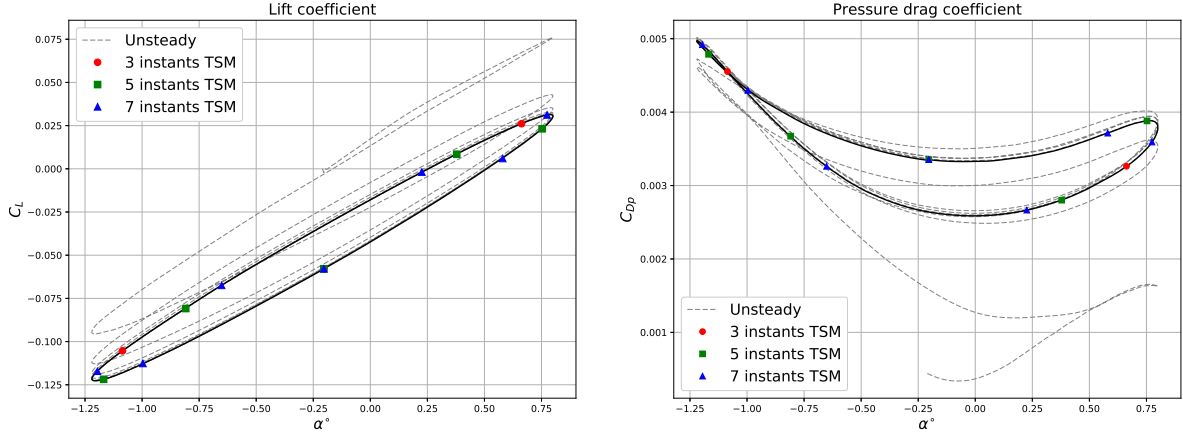 Lift coefficient
0.075
0.050
0.025
0.000
−0.025
−0.050
−0.075
−0.100
−0.125
C_L
Unsteady
3 instants TSM
5 instants TSM
7 instants TSM
−1.25 −1.00 −0.75 −0.50 −0.25 0.00 0.25 0.50 0.75
α°
Pressure drag coefficient
0.005
0.004
0.003
0.002
0.001
C_{Dp}
Unsteady
3 instants TSM
5 instants TSM
7 instants TSM
−1.25 −1.00 −0.75 −0.50 −0.25 0.00 0.25 0.50 0.75
α°